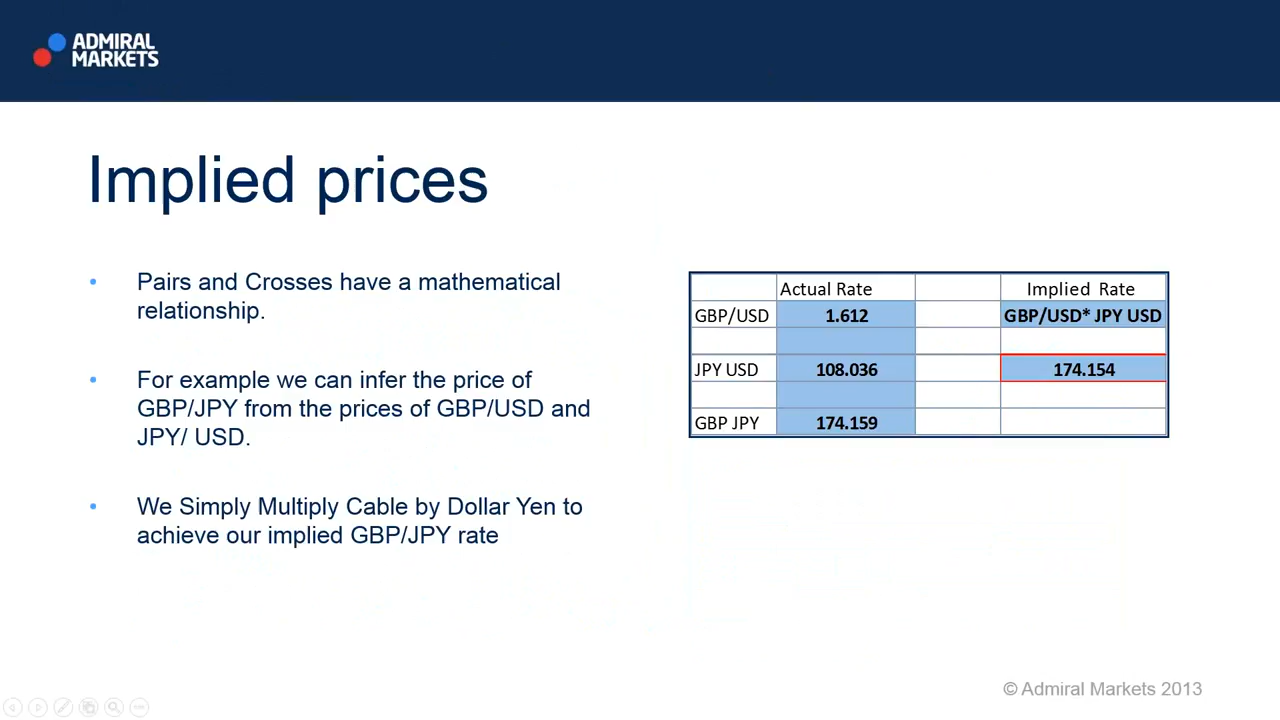 ADMIRAL
MARKETS
Implied prices
• Pairs and Crosses have a mathematical
relationship.
• For example we can infer the price of
GBP/JPY from the prices of GBP/USD and
JPY/ USD.
• We Simply Multiply Cable by Dollar Yen to
achieve our implied GBP/JPY rate
Actual Rate Implied Rate
GBP/USD 1.612 GBP/USD* JPY USD
JPY USD 108.036 174.154
GBP JPY 174.159
© Admiral Markets 2013